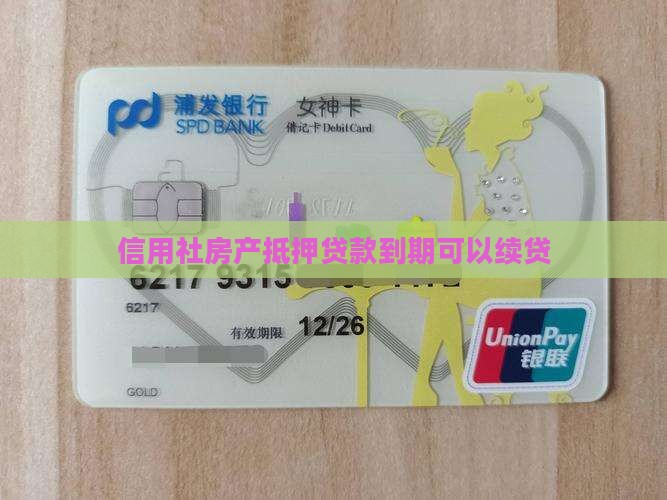 浦发银行
SPD BANK
女神卡
借记卡 Debit Card
信用社房产抵押贷款到期可以续贷
6217 9315
6217
有效期限 12/26
GOLD
UnionPay
银联